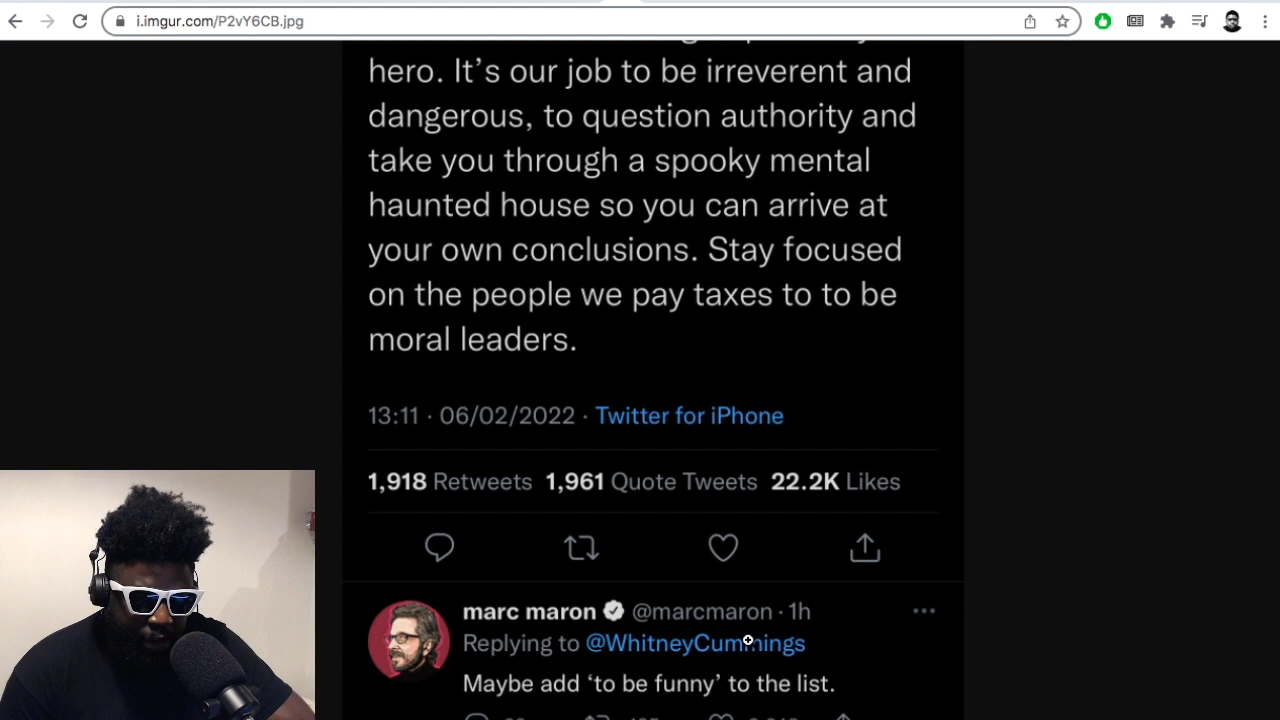 i.imgur.com/P2vY6CB.jpg
hero. It’s our job to be irreverent and
dangerous, to question authority and
take you through a spooky mental
haunted house so you can arrive at
your own conclusions. Stay focused
on the people we pay taxes to to be
moral leaders.
13:11 · 06/02/2022 · Twitter for iPhone
1,918 Retweets 1,961 Quote Tweets 22.2K Likes
marc maron @marcmaron · 1h
Replying to @WhitneyCummings
Maybe add ‘to be funny’ to the list.